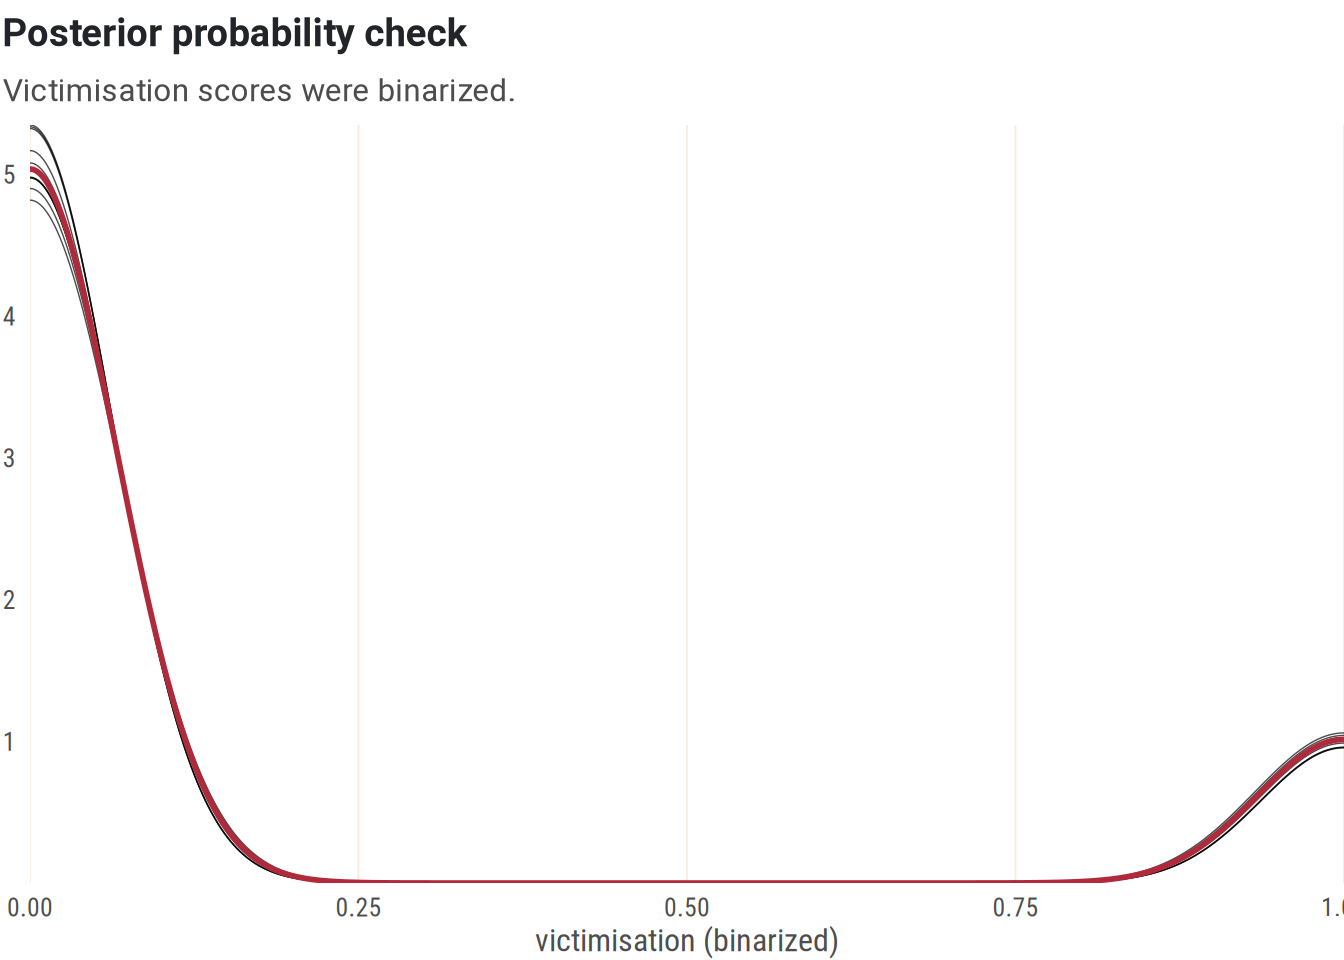 Posterior probability check
Victimisation scores were binarized.
5
4
3
2
1
0.00 0.25 0.50 0.75
victimisation (binarized)